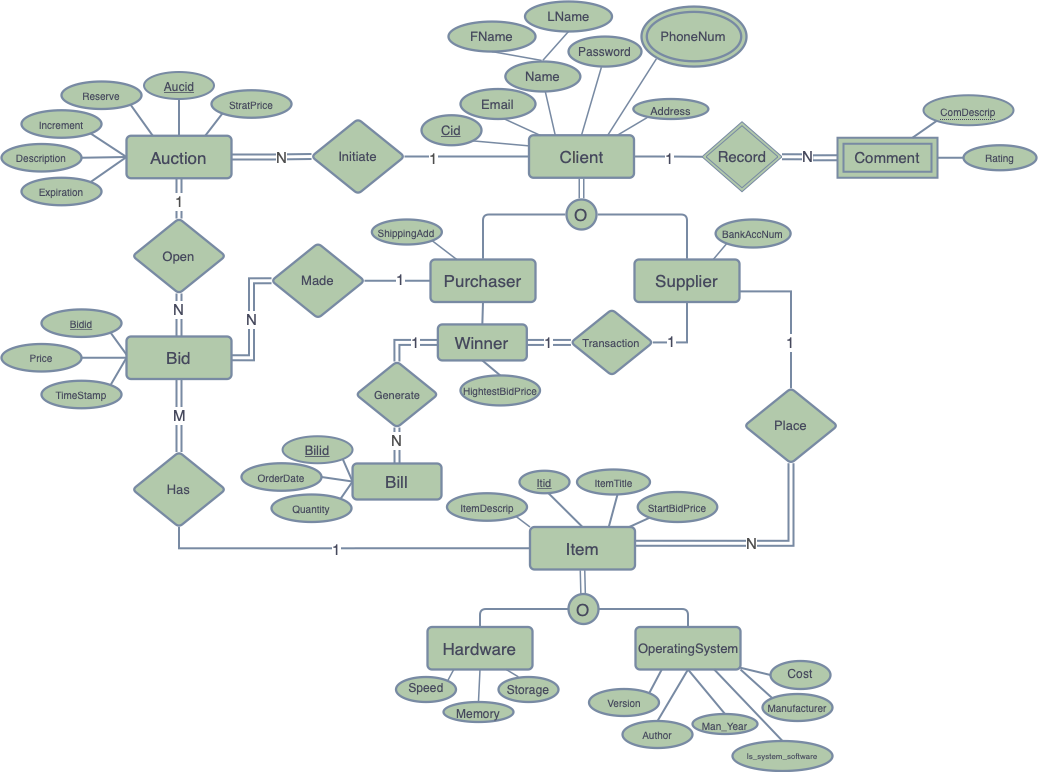 LName
FName
PhoneNum
Password
Name
Aucid
Reserve
StratPrice
Email
Address
ComDescrip
Increment
Cid
Auction
N
Initiate
1
Client
1
Record
N
Comment
Description
Rating
Expiration
1
O
ShippingAdd
BankAccNum
Open
Made
1
Purchaser
Supplier
N
N
Bidid
Bid
Price
TimeStamp
1
Winner
1
Transaction
1
1
HightestBidPrice
Generate
M
Place
N
Bilid
OrderDate
Bill
Quantity
Has
Itid
ItemTitle
ItemDescrip
StartBidPrice
1
Item
N
O
Hardware
OperatingSystem
Speed
Storage
Memory
Cost
Version
Manufacturer
Author
Man_Year
Is_system_software